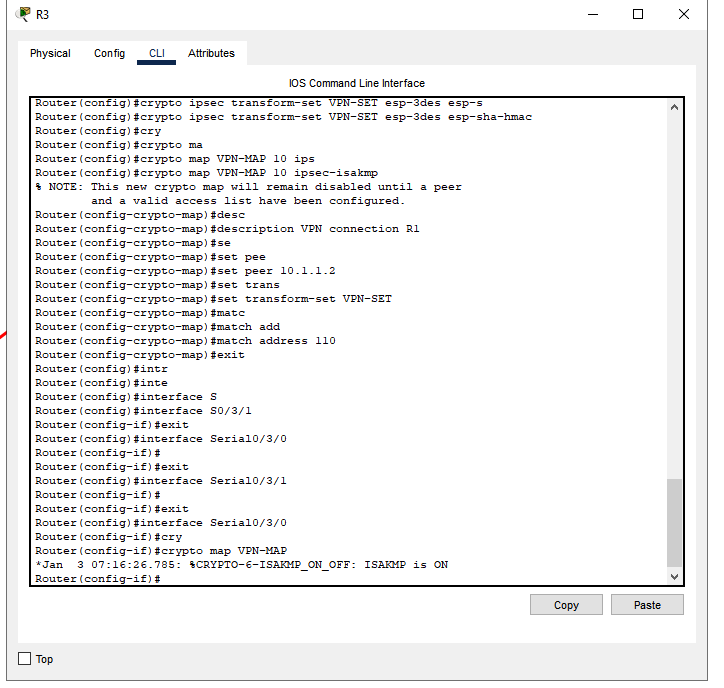 R3
Physical Config CLI Attributes
IOS Command Line Interface
Router(config)#crypto ipsec transform-set VPN-SET esp-3des esp-s
Router(config)#crypto ipsec transform-set VPN-SET esp-3des esp-sha-hmac
Router(config)#cry
Router(config)#crypto ma
Router(config)#crypto map VPN-MAP 10 ips
Router(config)#crypto map VPN-MAP 10 ipsec-isakmp
% NOTE: This new crypto map will remain disabled until a peer
and a valid access list have been configured.
Router(config-crypto-map)#desc
Router(config-crypto-map)#description VPN connection R1
Router(config-crypto-map)#se
Router(config-crypto-map)#set pee
Router(config-crypto-map)#set peer 10.1.1.2
Router(config-crypto-map)#set trans
Router(config-crypto-map)#set transform-set VPN-SET
Router(config-crypto-map)#matc
Router(config-crypto-map)#match add
Router(config-crypto-map)#match address 110
Router(config-crypto-map)#exit
Router(config)#intr
Router(config)#inte
Router(config)#interface S
Router(config)#interface S0/3/1
Router(config-if)#exit
Router(config)#interface Serial0/3/0
Router(config-if)#
Router(config-if)#exit
Router(config)#interface Serial0/3/1
Router(config-if)#
Router(config-if)#exit
Router(config)#interface Serial0/3/0
Router(config-if)#cry
Router(config-if)#crypto map VPN-MAP
*Jan  3 07:16:26.785: %CRYPTO-6-ISAKMP_ON_OFF: ISAKMP is ON
Router(config-if)#
Copy Paste
Top